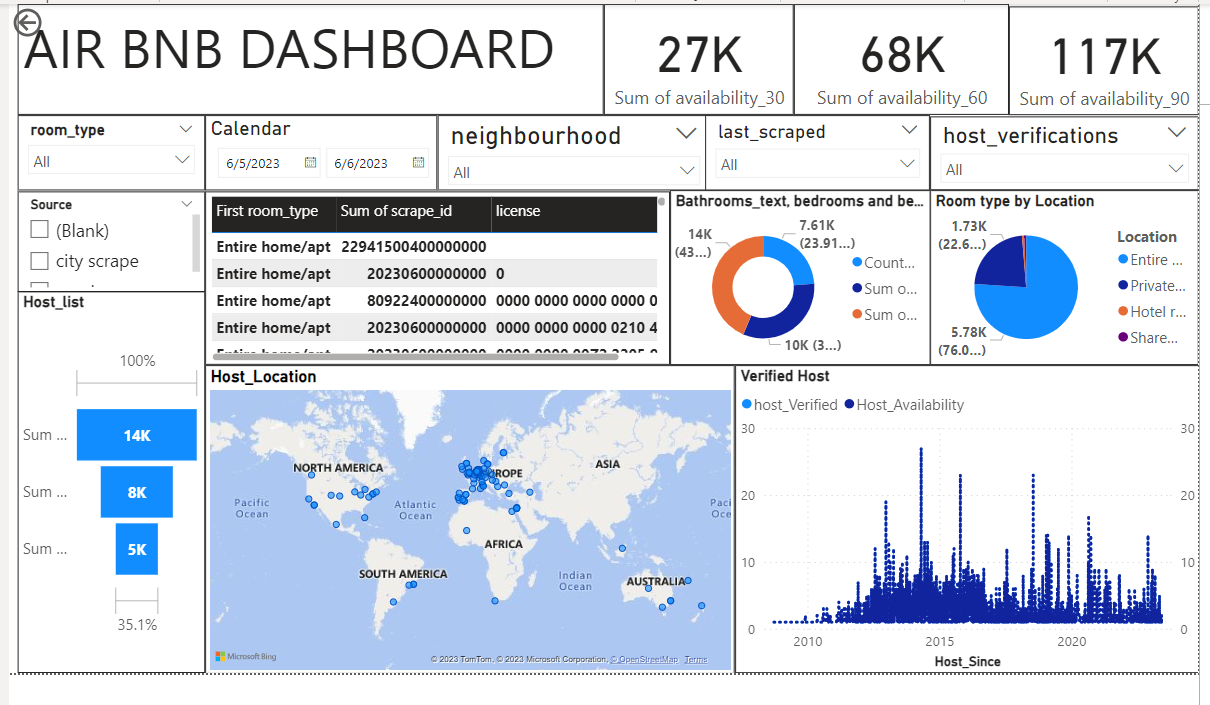 AIR BNB DASHBOARD
27K
Sum of availability_30
68K
Sum of availability_60
117K
Sum of availability_90
room_type
All
Calendar
6/5/2023
6/6/2023
neighbourhood
All
last_scraped
All
host_verifications
All
Source
(Blank)
city scrape
First room_type Sum of scrape_id license
Entire home/apt 22941500400000000
Entire home/apt 20230600000000 0
Entire home/apt 80922400000000 0000 0000 0000 0000 0
Entire home/apt 20230600000000 0000 0000 0000 0210 4
Bathrooms_text, bedrooms and be...
14K
(43...)
7.61K
(23.91...)
10K (3...)
Count...
Sum o...
Sum o...
Room type by Location
1.73K
(22.6...)
5.78K
(76.0...)
Location
Entire ...
Private...
Hotel r...
Share...
Host_list
100%
Sum ... 14K
Sum ... 8K
Sum ... 5K
35.1%
Host_Location
NORTH AMERICA
ROPE
ASIA
Pacific
Ocean
Atlantic
Ocean
Pac
Oce
AFRICA
SOUTH AMERICA
Indian
Ocean
AUSTRALIA
Microsoft Bing
© 2023 TomTom, © 2023 Microsoft Corporation, © OpenStreetMap Terms
Verified Host
host_Verified Host_Availability
30 30
20 20
10 10
0 0
2010 2015 2020
Host_Since